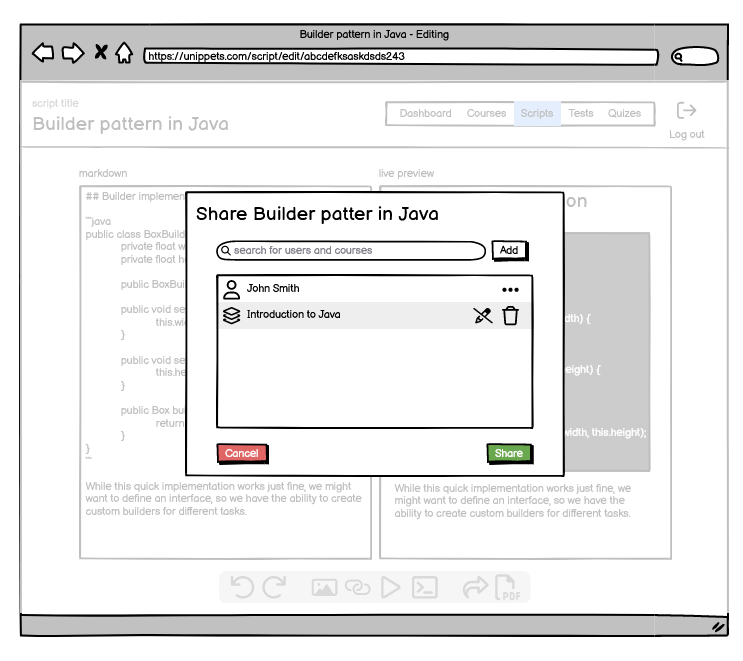 Builder pattern in Java - Editing
https://unippets.com/script/edit/abcdefksaskdsds243
script title
Builder pattern in Java
Dashboard Courses Scripts Tests Quizes
Log out
markdown
live preview
## Builder implemen
on
```java
public class BoxBuild
private float w
private float h
public BoxBui
public void se
this.wi
}
public void se
this.he
}
public Box bu
return
}
}
```
dth) {
eight) {
width, this.height);
Share Builder patter in Java
search for users and courses
Add
John Smith
Introduction to Java
Cancel
Share
While this quick implementation works just fine, we might
want to define an interface, so we have the ability to create
custom builders for different tasks.
While this quick implementation works just fine, we
might want to define an interface, so we have the
ability to create custom builders for different tasks.
PDF